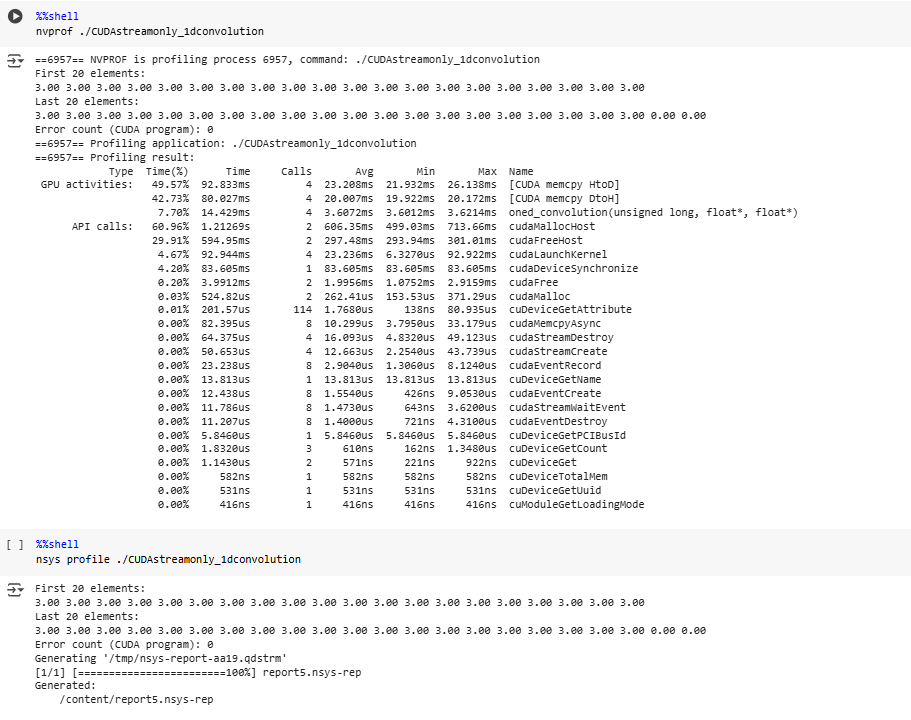 %%shell
nvprof ./CUDAstreamonly_1dconvolution
==6957== NVPROF is profiling process 6957, command: ./CUDAstreamonly_1dconvolution
First 20 elements:
3.00 3.00 3.00 3.00 3.00 3.00 3.00 3.00 3.00 3.00 3.00 3.00 3.00 3.00 3.00 3.00 3.00 3.00 3.00 3.00
Last 20 elements:
3.00 3.00 3.00 3.00 3.00 3.00 3.00 3.00 3.00 3.00 3.00 3.00 3.00 3.00 3.00 3.00 3.00 3.00 3.00 3.00 0.00 0.00
Error count (CUDA program): 0
==6957== Profiling application: ./CUDAstreamonly_1dconvolution
==6957== Profiling result:
Type Time(%) Time Calls Avg Min Max Name
GPU activities: 49.57% 92.833ms 4 23.208ms 21.932ms 26.138ms [CUDA memcpy HtoD]
42.73% 80.027ms 4 20.007ms 19.922ms 20.172ms [CUDA memcpy DtoH]
7.70% 14.429ms 4 3.6072ms 3.6012ms 3.6214ms oned_convolution(unsigned long, float*, float*)
API calls: 60.96% 1.21269s 2 606.35ms 499.03ms 713.66ms cudaMallocHost
29.91% 594.95ms 2 297.48ms 293.94ms 301.01ms cudaFreeHost
4.67% 92.944ms 4 23.236ms 6.3270us 92.922ms cudaLaunchKernel
4.20% 83.605ms 1 83.605ms 83.605ms 83.605ms cudaDeviceSynchronize
0.20% 3.9912ms 2 1.9956ms 1.0752ms 2.9159ms cudaFree
0.03% 524.82us 2 262.41us 153.53us 371.29us cudaMalloc
0.01% 201.57us 114 1.7680us 138ns 80.935us cuDeviceGetAttribute
0.00% 82.395us 8 10.299us 3.7950us 33.179us cudaMemcpyAsync
0.00% 64.375us 4 16.093us 4.8320us 49.123us cudaStreamDestroy
0.00% 50.653us 4 12.663us 2.2540us 43.739us cudaStreamCreate
0.00% 23.238us 8 2.9040us 1.3060us 8.1240us cudaEventRecord
0.00% 13.813us 1 13.813us 13.813us 13.813us cuDeviceGetName
0.00% 12.438us 8 1.5540us 426ns 9.0530us cudaEventCreate
0.00% 11.786us 8 1.4730us 643ns 3.6200us cudaStreamWaitEvent
0.00% 11.207us 8 1.4000us 721ns 4.3100us cudaEventDestroy
0.00% 5.8460us 1 5.8460us 5.8460us 5.8460us cuDeviceGetPCIBusId
0.00% 1.8320us 3 610ns 162ns 1.3480us cuDeviceGetCount
0.00% 1.1430us 2 571ns 221ns 922ns cuDeviceGet
0.00% 582ns 1 582ns 582ns 582ns cuDeviceTotalMem
0.00% 531ns 1 531ns 531ns 531ns cuDeviceGetUuid
0.00% 416ns 1 416ns 416ns 416ns cuModuleGetLoadingMode
[ ] %%shell
nsys profile ./CUDAstreamonly_1dconvolution
First 20 elements:
3.00 3.00 3.00 3.00 3.00 3.00 3.00 3.00 3.00 3.00 3.00 3.00 3.00 3.00 3.00 3.00 3.00 3.00 3.00 3.00
Last 20 elements:
3.00 3.00 3.00 3.00 3.00 3.00 3.00 3.00 3.00 3.00 3.00 3.00 3.00 3.00 3.00 3.00 3.00 3.00 3.00 3.00 0.00 0.00
Error count (CUDA program): 0
Generating '/tmp/nsys-report-aa19.qdstrm'
[1/1] [========================100%] report5.nsys-rep
Generated:
/content/report5.nsys-rep